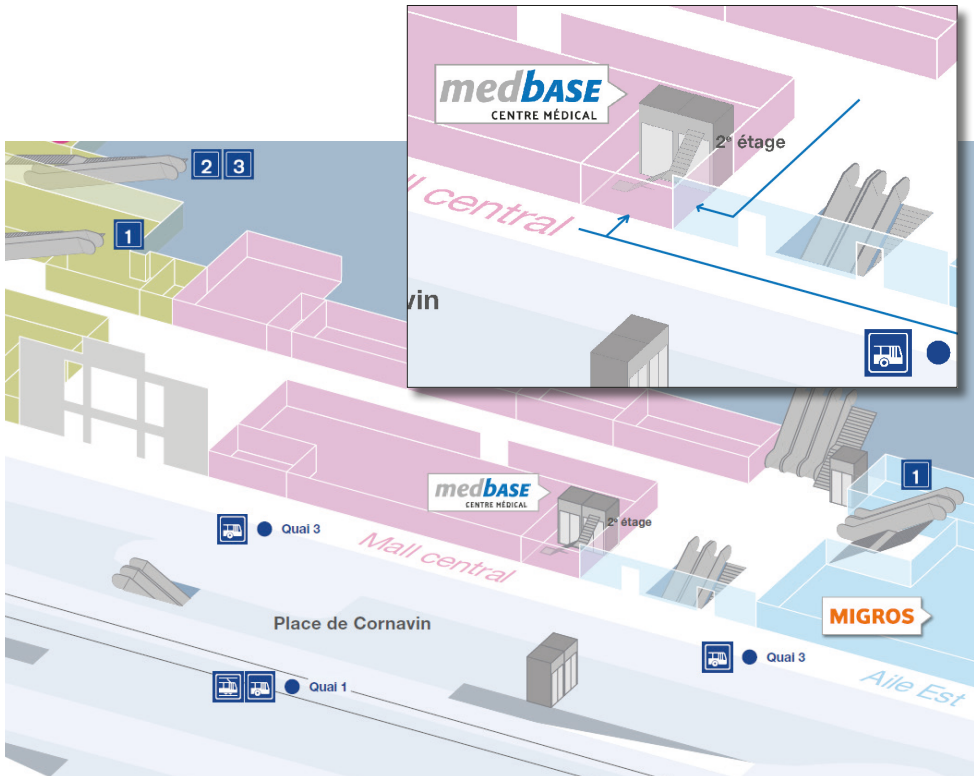 medBASE
CENTRE MÉDICAL
2e étage
Mall central
vin
2 3
1
medBASE
CENTRE MÉDICAL
2e étage
1
Quai 3
Mall central
MIGROS
Place de Cornavin
Quai 3
Aile Est
Quai 1